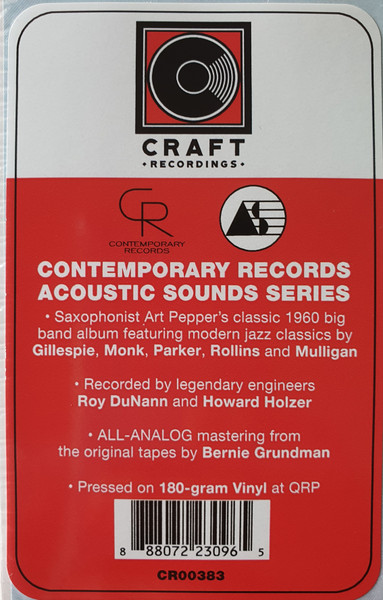 CRAFT
• RECORDINGS •
CR
CONTEMPORARY
RECORDS
AS
CONTEMPORARY RECORDS
ACOUSTIC SOUNDS SERIES
• Saxophonist Art Pepper's classic 1960 big
band album featuring modern jazz classics by
Gillespie, Monk, Parker, Rollins and Mulligan
• Recorded by legendary engineers
Roy DuNann and Howard Holzer
• ALL-ANALOG mastering from
the original tapes by Bernie Grundman
• Pressed on 180-gram Vinyl at QRP
8 88072 23096 5
CR00383